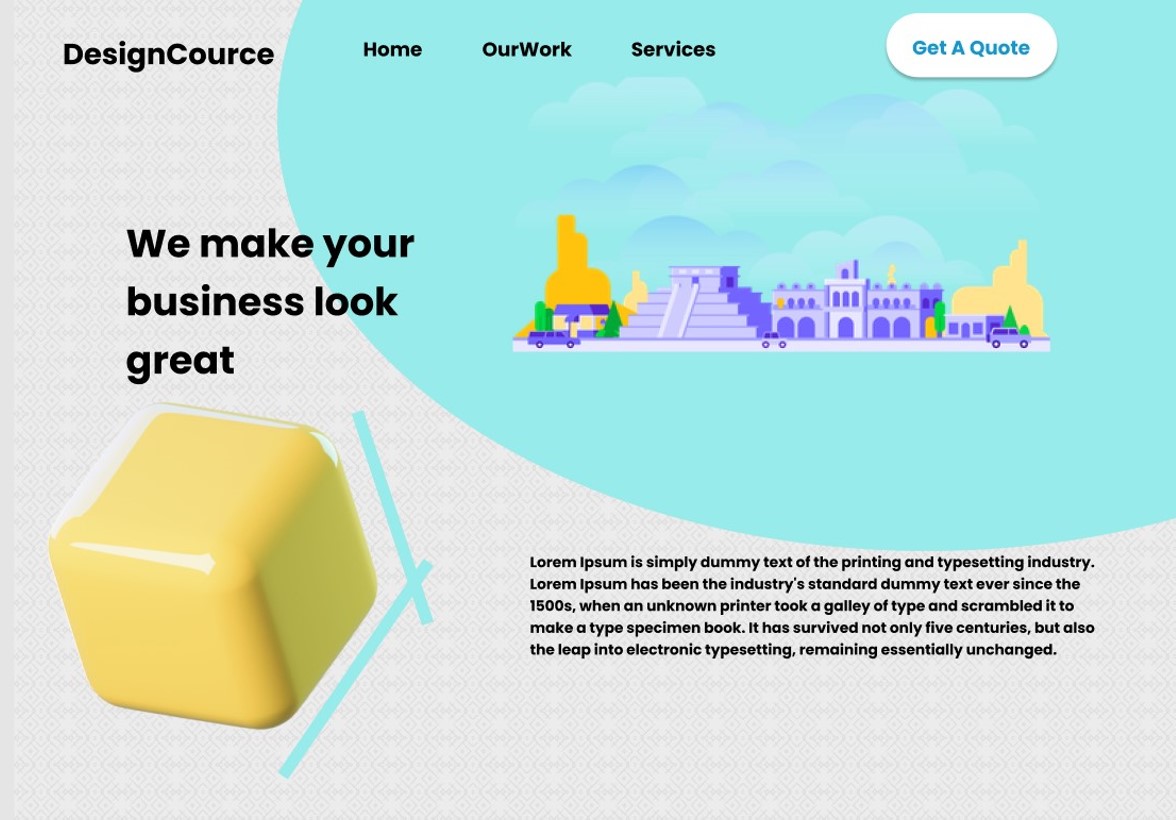 DesignCource
Home
OurWork
Services
Get A Quote
We make your
business look
great
Lorem Ipsum is simply dummy text of the printing and typesetting industry.
Lorem Ipsum has been the industry's standard dummy text ever since the
1500s, when an unknown printer took a galley of type and scrambled it to
make a type specimen book. It has survived not only five centuries, but also
the leap into electronic typesetting, remaining essentially unchanged.